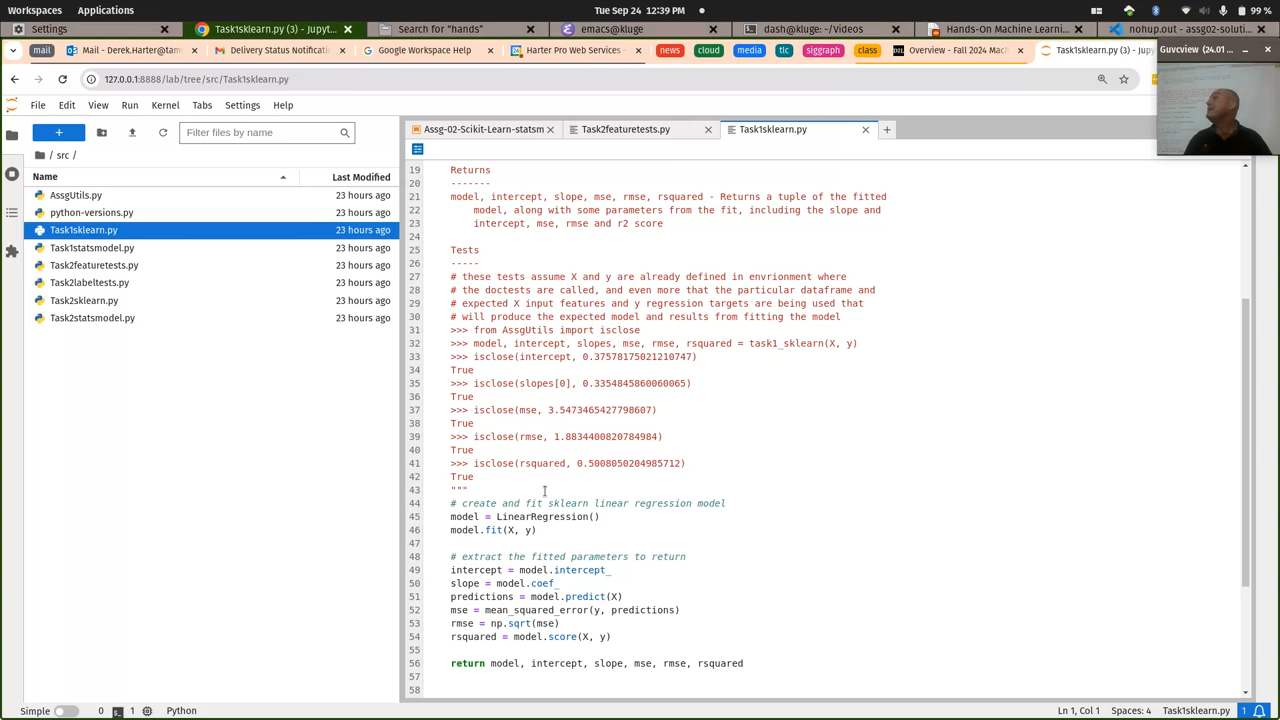 Activities
Applications
Tue Sep 24 12:39 PM
99 %
Settings
Task1sklearn.py (3) - Jupyt…
Search for "hands"
emacs@kluge
dash@kluge: ~/Videos
Hands-On Machine Learning
nohup.out - assg02-solut
mail
Mail - Derek.Harter@tam
Delivery Status Notificati
Google Workspace Help
Harter Pro Web Services -
news
cloud
media
tlc
siggraph
class
Overview - Fall 2024 Mac
Task1sklearn.py (3) - Jup
Guvcview (24.01
127.0.0.1:8888/lab/tree/src/Task1sklearn.py
File Edit View Run Kernel Tabs Settings Help
Filter files by name
/ src /
Name
Last Modified
AssgUtils.py 23 hours ago
python-versions.py 23 hours ago
Task1sklearn.py 23 hours ago
Task1statsmodel.py 23 hours ago
Task2featuretests.py 23 hours ago
Task2labeltests.py 23 hours ago
Task2sklearn.py 23 hours ago
Task2statsmodel.py 23 hours ago
Assg-02-Scikit-Learn-statsm
Task2featuretests.py
Task1sklearn.py
19 Returns
20 -------
21 model, intercept, slope, mse, rmse, rsquared - Returns a tuple of the fitted
22 model, along with some parameters from the fit, including the slope and
23 intercept, mse, rmse and r2 score
24
25 Tests
26 -----
27 # these tests assume X and y are already defined in envrionment where
28 # the doctests are called, and even more that the particular dataframe and
29 # expected X input features and y regression targets are being used that
30 # will produce the expected model and results from fitting the model
31 >>> from AssgUtils import isclose
32 >>> model, intercept, slopes, mse, rmse, rsquared = task1_sklearn(X, y)
33 >>> isclose(intercept, 0.37578175021210747)
34 True
35 >>> isclose(slopes[0], 0.3354845860060065)
36 True
37 >>> isclose(mse, 3.5473465427798607)
38 True
39 >>> isclose(rmse, 1.8834400820784984)
40 True
41 >>> isclose(rsquared, 0.5008050204985712)
42 True
43 """
44 # create and fit sklearn linear regression model
45 model = LinearRegression()
46 model.fit(X, y)
47
48 # extract the fitted parameters to return
49 intercept = model.intercept_
50 slope = model.coef_
51 predictions = model.predict(X)
52 mse = mean_squared_error(y, predictions)
53 rmse = np.sqrt(mse)
54 rsquared = model.score(X, y)
55
56 return model, intercept, slope, mse, rmse, rsquared
57
58
Simple
0
1
Python
Ln 1, Col 1
Spaces: 4
Task1sklearn.py
1